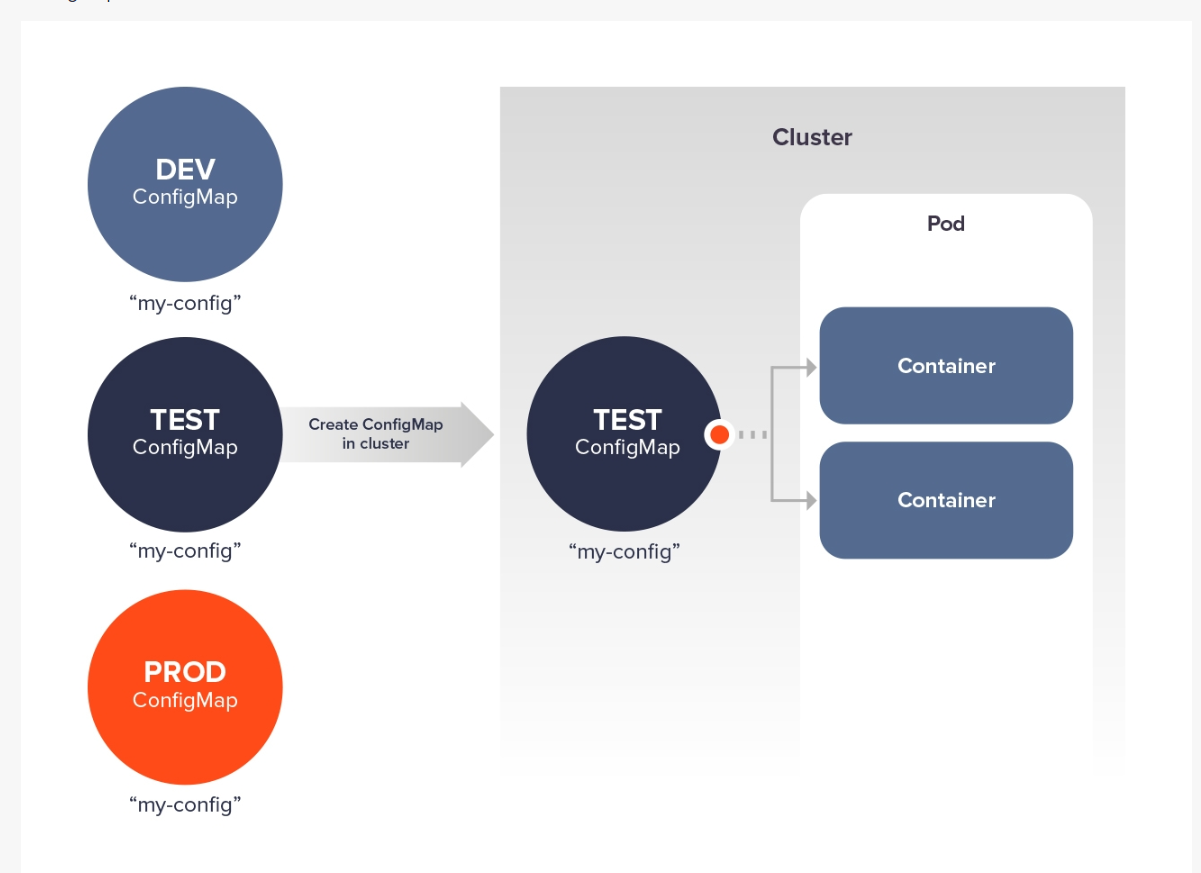 DEV
ConfigMap
“my-config”
TEST
ConfigMap
“my-config”
PROD
ConfigMap
“my-config”
Create ConfigMap
in cluster
Cluster
TEST
ConfigMap
“my-config”
Pod
Container
Container